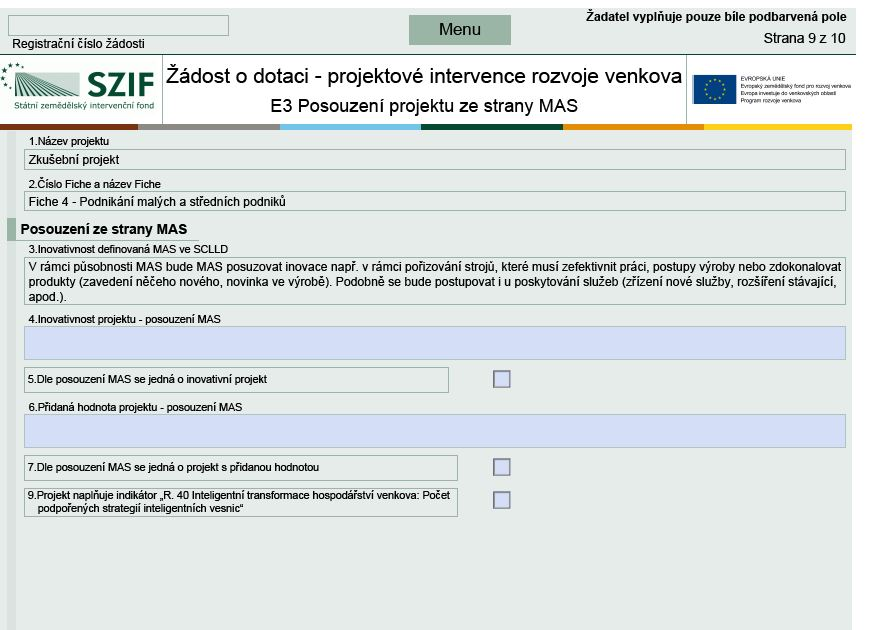 Žadatel vyplňuje pouze bíle podbarvená pole
Registrační číslo žádosti
Menu
Strana 9 z 10
SZIF
Státní zemědělský intervenční fond
Žádost o dotaci - projektové intervence rozvoje venkova
E3 Posouzení projektu ze strany MAS
EVROPSKÁ UNIE
Evropský zemědělský fond pro rozvoj venkova
Evropa investuje do venkovských oblastí
Program rozvoje venkova
1.Název projektu
Zkušební projekt
2.Číslo Fiche a název Fiche
Fiche 4 - Podnikání malých a středních podniků
Posouzení ze strany MAS
3.Inovativnost definovaná MAS ve SCLLD
V rámci působnosti MAS bude MAS posuzovat inovace např. v rámci pořizování strojů, které musí zefektivnit práci, postupy výroby nebo zdokonalovat
produkty (zavedení něčeho nového, novinka ve výrobě). Podobně se bude postupovat i u poskytování služeb (zřízení nové služby, rozšíření stávající,
apod.).
4.Inovativnost projektu - posouzení MAS
5.Dle posouzení MAS se jedná o inovativní projekt
6.Přidaná hodnota projektu - posouzení MAS
7.Dle posouzení MAS se jedná o projekt s přidanou hodnotou
9.Projekt naplňuje indikátor „R. 40 Inteligentní transformace hospodářství venkova: Počet
podpořených strategií inteligentních vesnic“